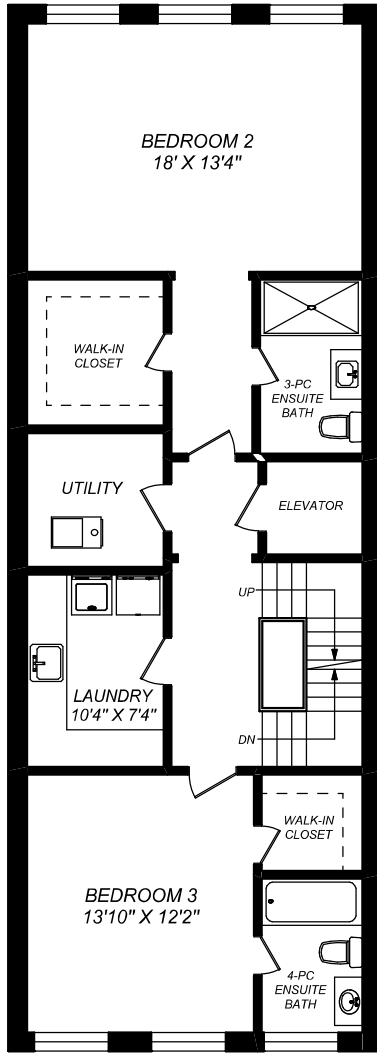 BEDROOM 2
18' X 13'4"
WALK-IN
CLOSET
3-PC
ENSUITE
BATH
UTILITY
ELEVATOR
UP
LAUNDRY
10'4" X 7'4"
DN
WALK-IN
CLOSET
BEDROOM 3
13'10" X 12'2"
4-PC
ENSUITE
BATH